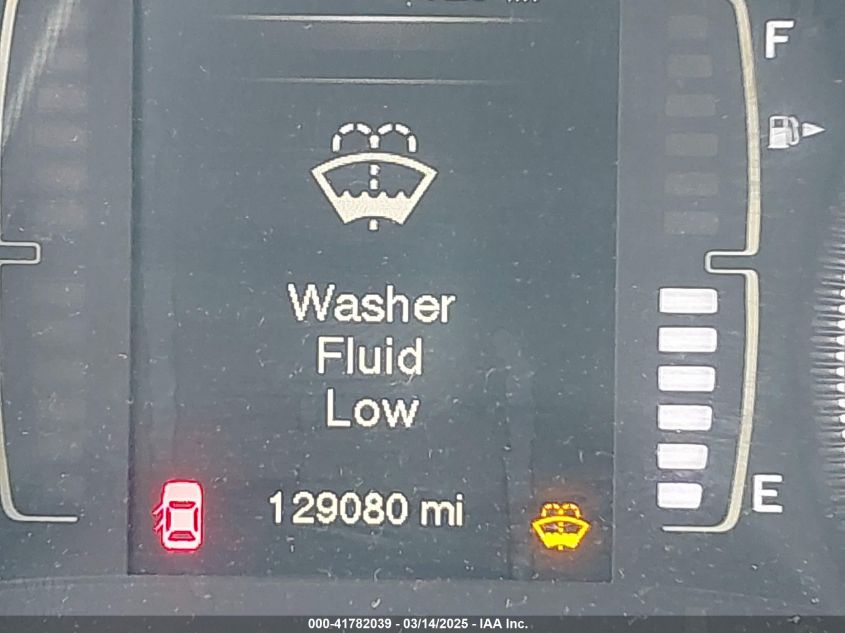 F
Washer
Fluid
Low
129080 mi
E
000-41782039 - 03/14/2025 - IAA Inc.